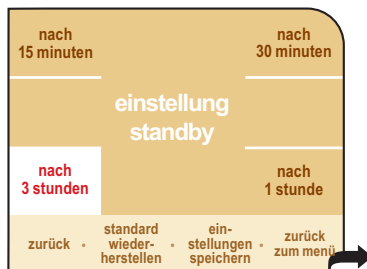 nach
15 minuten
nach
30 minuten
einstellung
standby
nach
3 stunden
nach
1 stunde
zurück
standard
wieder-
herstellen
ein-
stellungen
speichern
zurück
zum menü